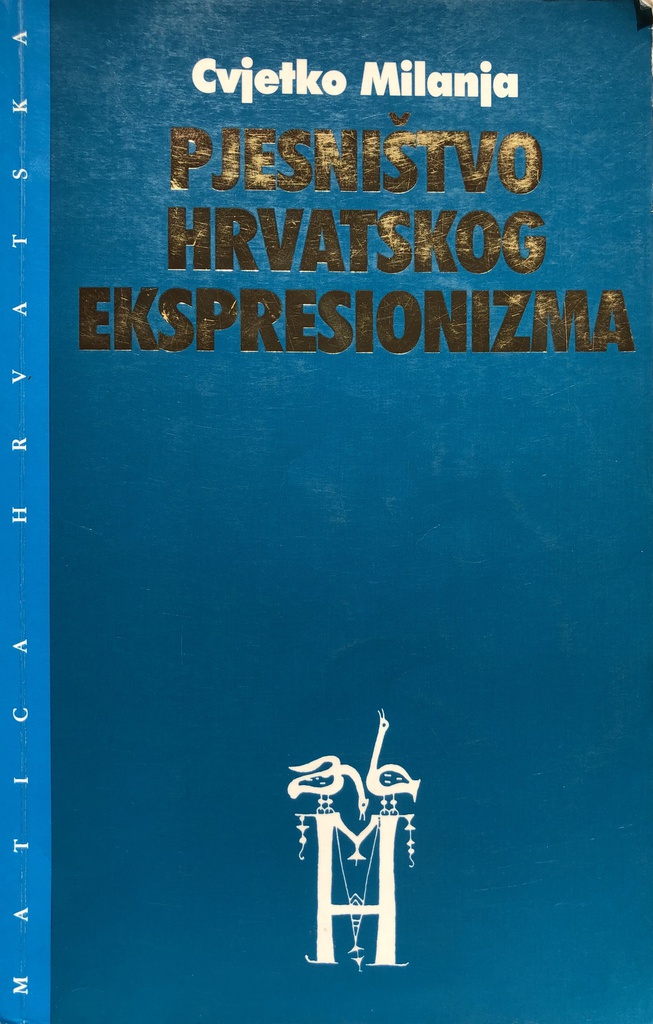 Cvjetko Milanja
PJESNIŠTVO
HRVATSKOG
EKSPRESIONIZMA
MATICA HRVATSKA